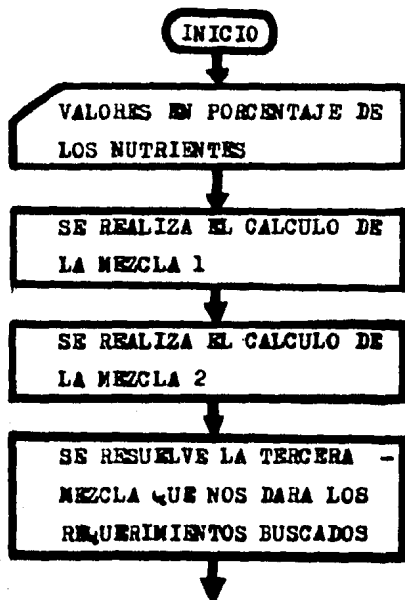 INICIO
VALORES EN PORCENTAJE DE
LOS NUTRIENTES
SE REALIZA EL CALCULO DE
LA MEZCLA 1
SE REALIZA EL CALCULO DE
LA MEZCLA 2
SE RESUELVE LA TERCERA -
MEZCLA QUE NOS DARA LOS
REQUERIMIENTOS BUSCADOS